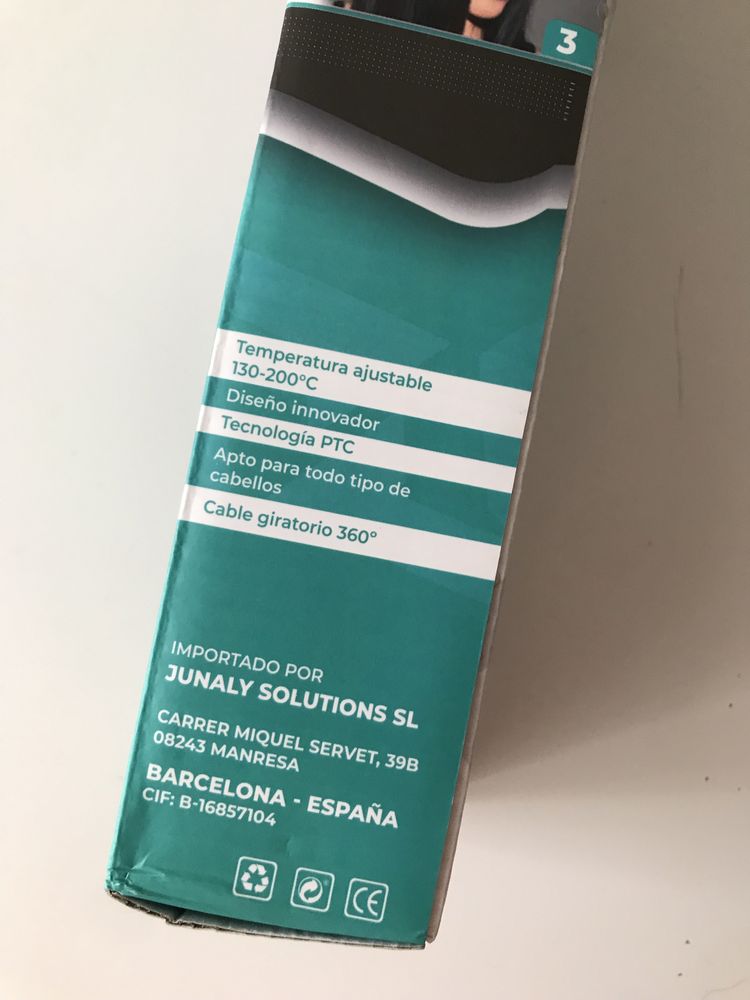 3
Temperatura ajustable
130-200°C
Diseño innovador
Tecnología PTC
Apto para todo tipo de
cabellos
Cable giratorio 360°
IMPORTADO POR
JUNALY SOLUTIONS SL
CARRER MIQUEL SERVET, 39B
08243 MANRESA
BARCELONA - ESPAÑA
CIF: B-16857104
CE